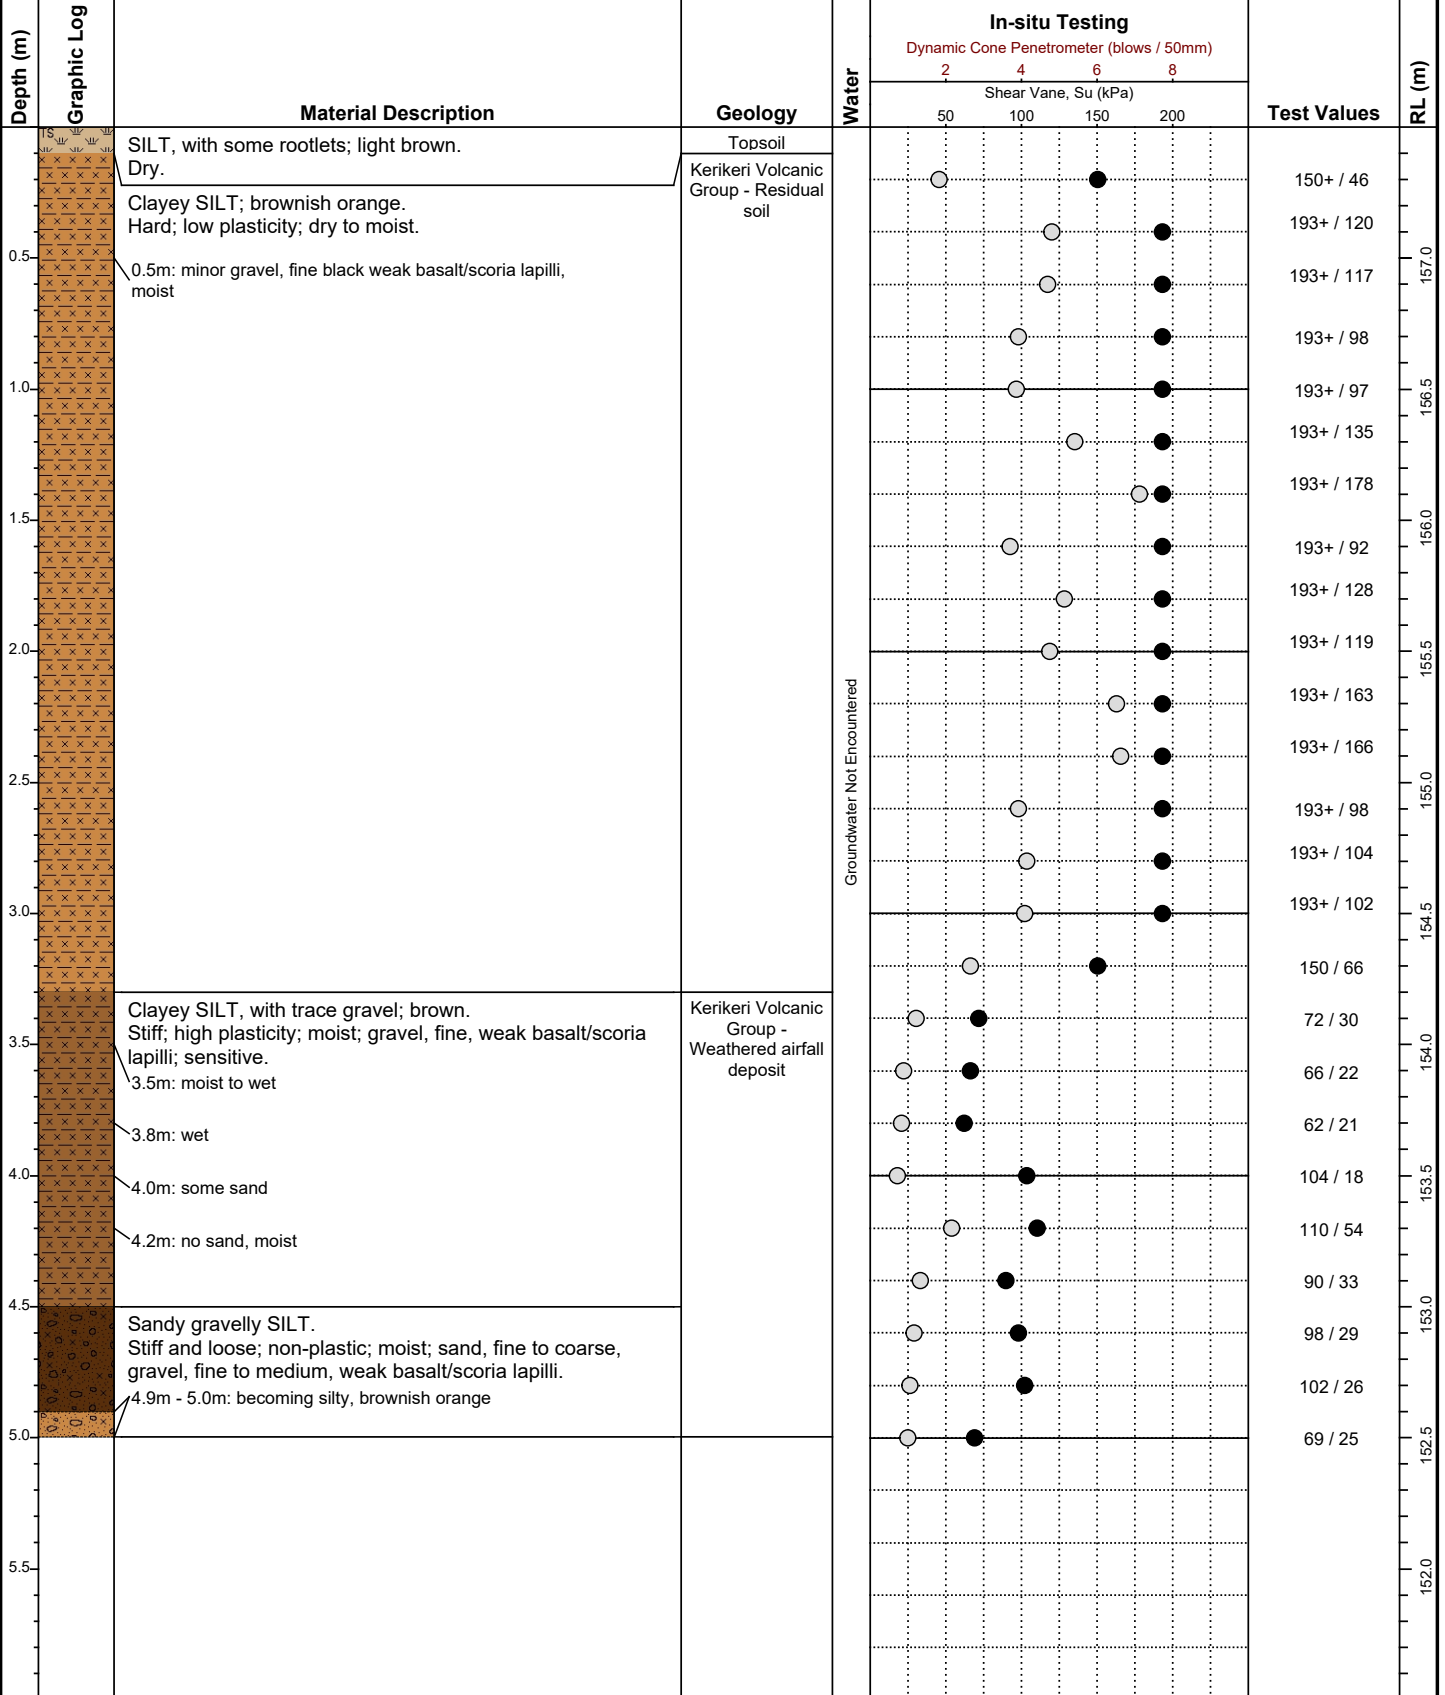 Depth (m)
Graphic Log
Material Description
Geology
Water
In-situ Testing
Dynamic Cone Penetrometer (blows / 50mm)
2 4 6 8
Shear Vane, Su (kPa)
50 100 150 200
Test Values
RL (m)
TS
SILT, with some rootlets; light brown.
Dry.
Topsoil
Clayey SILT; brownish orange.
Hard; low plasticity; dry to moist.
0.5m: minor gravel, fine black weak basalt/scoria lapilli,
moist
Kerikeri Volcanic
Group - Residual
soil
Clayey SILT, with trace gravel; brown.
Stiff; high plasticity; moist; gravel, fine, weak basalt/scoria
lapilli; sensitive.
3.5m: moist to wet
3.8m: wet
4.0m: some sand
4.2m: no sand, moist
Kerikeri Volcanic
Group -
Weathered airfall
deposit
Sandy gravelly SILT.
Stiff and loose; non-plastic; moist; sand, fine to coarse,
gravel, fine to medium, weak basalt/scoria lapilli.
4.9m - 5.0m: becoming silty, brownish orange
Groundwater Not Encountered
0.5
1.0
1.5
2.0
2.5
3.0
3.5
4.0
4.5
5.0
5.5
150+ / 46
193+ / 120
193+ / 117
193+ / 98
193+ / 97
193+ / 135
193+ / 178
193+ / 92
193+ / 128
193+ / 119
193+ / 163
193+ / 166
193+ / 98
193+ / 104
193+ / 102
150 / 66
72 / 30
66 / 22
62 / 21
104 / 18
110 / 54
90 / 33
98 / 29
102 / 26
69 / 25
157.0
156.5
156.0
155.5
155.0
154.5
154.0
153.5
153.0
152.5
152.0